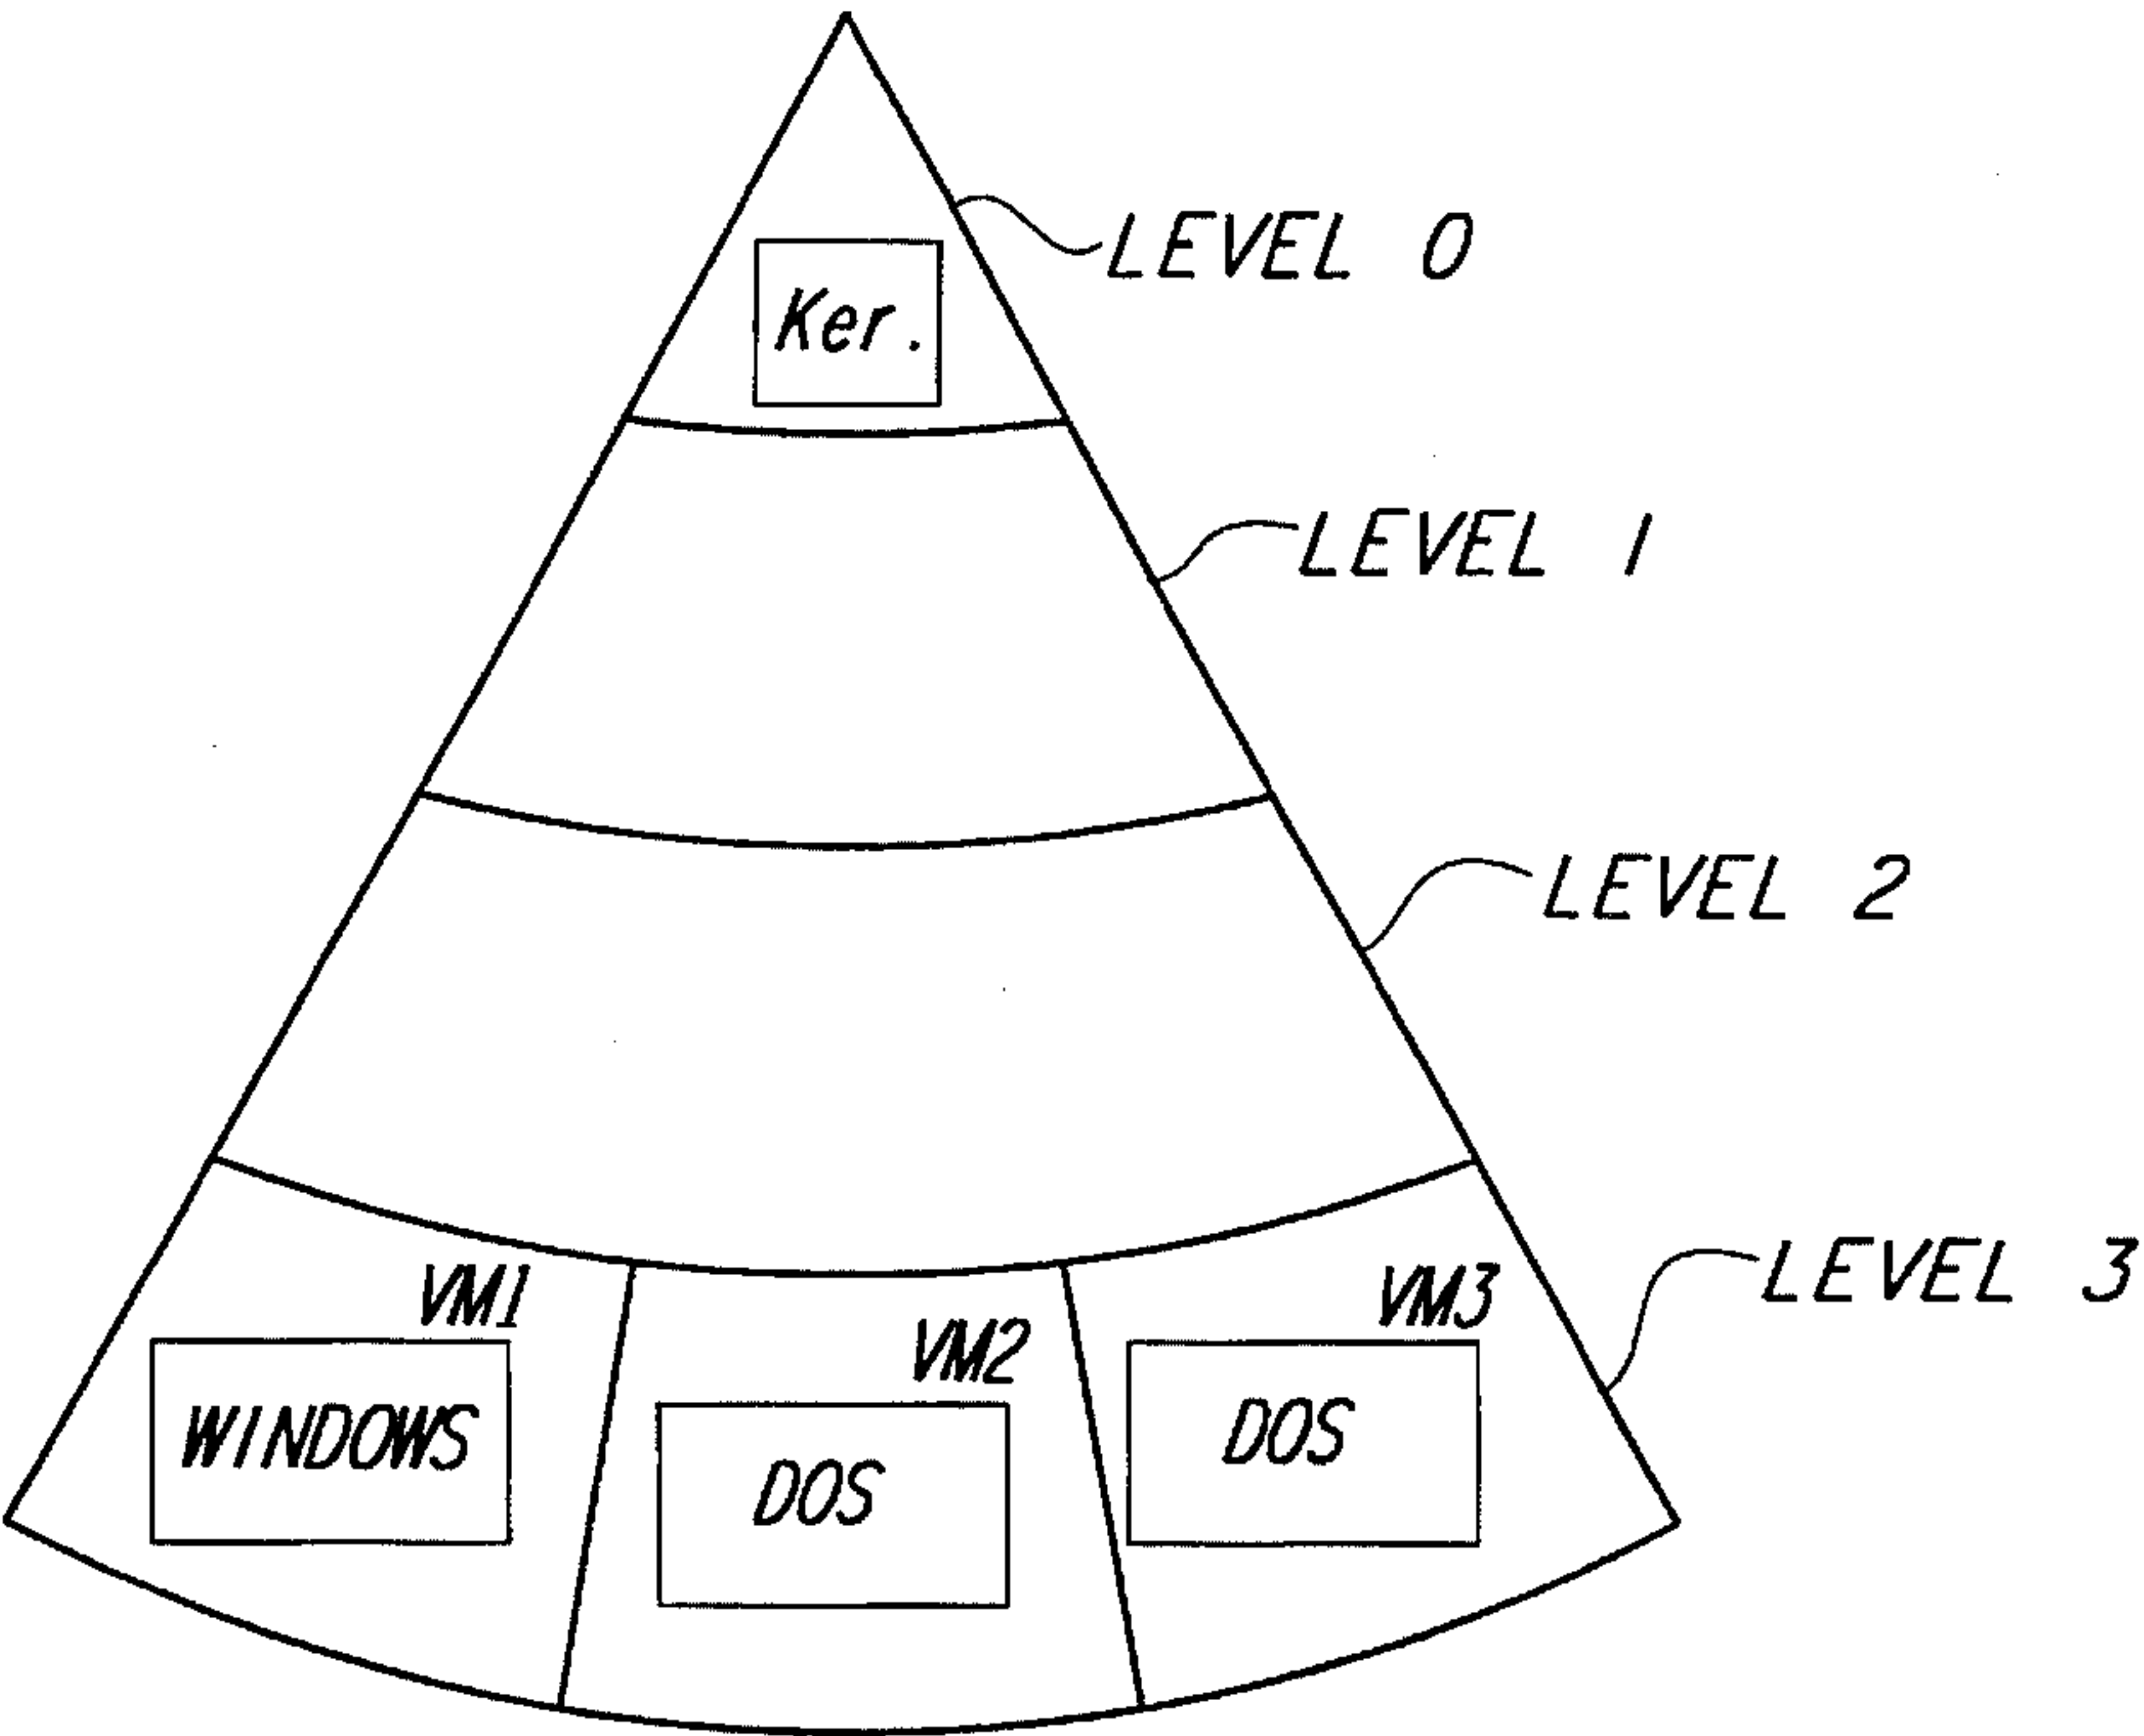 LEVEL 0
Ker.
LEVEL 1
LEVEL 2
LEVEL 3
VM1
VM2
VM3
WINDOWS
DOS
DOS